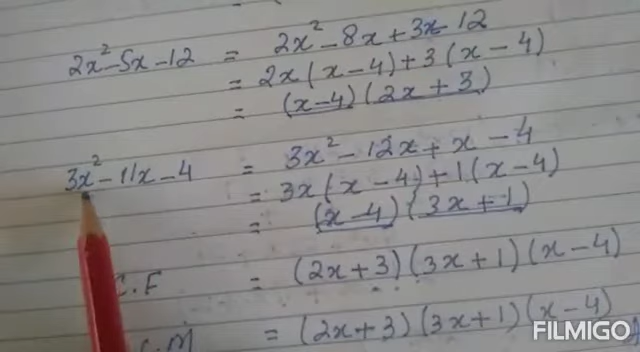 2x²-5x-12 = 2x²-8x+3x-12
= 2x(x-4)+3(x-4)
= (x-4)(2x+3)
3x²-11x-4 = 3x²-12x+x-4
= 3x(x-4)+1(x-4)
= (x-4)(3x+1)
.C.F = (2x+3)(3x+1)(x-4)
.C.M = (2x+3)(3x+1)(x-4)
FILMIGO